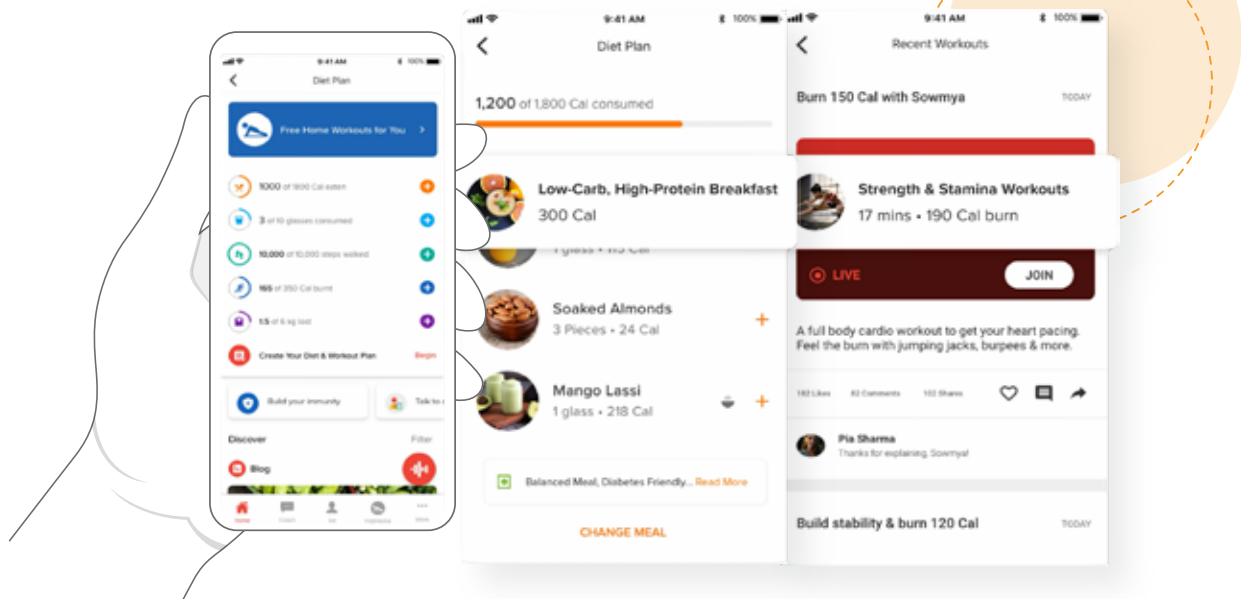 9:41 AM
100%
Diet Plan
Free Home Workouts for You
1000 of 1800 Cal eaten
3 of 10 glasses consumed
10,000 of 10,000 steps walked
165 of 350 Cal burnt
1.5 of 6 kg lost
Create Your Diet & Workout Plan
Begin
Build your immunity
Talk to
Discover
Filter
Blog
Home
Coach
Me
More
9:41 AM
100%
Diet Plan
1,200 of 1,800 Cal consumed
Low-Carb, High-Protein Breakfast
300 Cal
Soaked Almonds
3 Pieces • 24 Cal
Mango Lassi
1 glass • 218 Cal
Balanced Meal, Diabetes Friendly... Read More
CHANGE MEAL
9:41 AM
100%
Recent Workouts
Burn 150 Cal with Sowmya
TODAY
Strength & Stamina Workouts
17 mins • 190 Cal burn
LIVE
JOIN
A full body cardio workout to get your heart pacing.
Feel the burn with jumping jacks, burpees & more.
182 Likes
82 Comments
102 Shares
Pia Sharma
Thanks for explaining, Sowmya!
Build stability & burn 120 Cal
TODAY